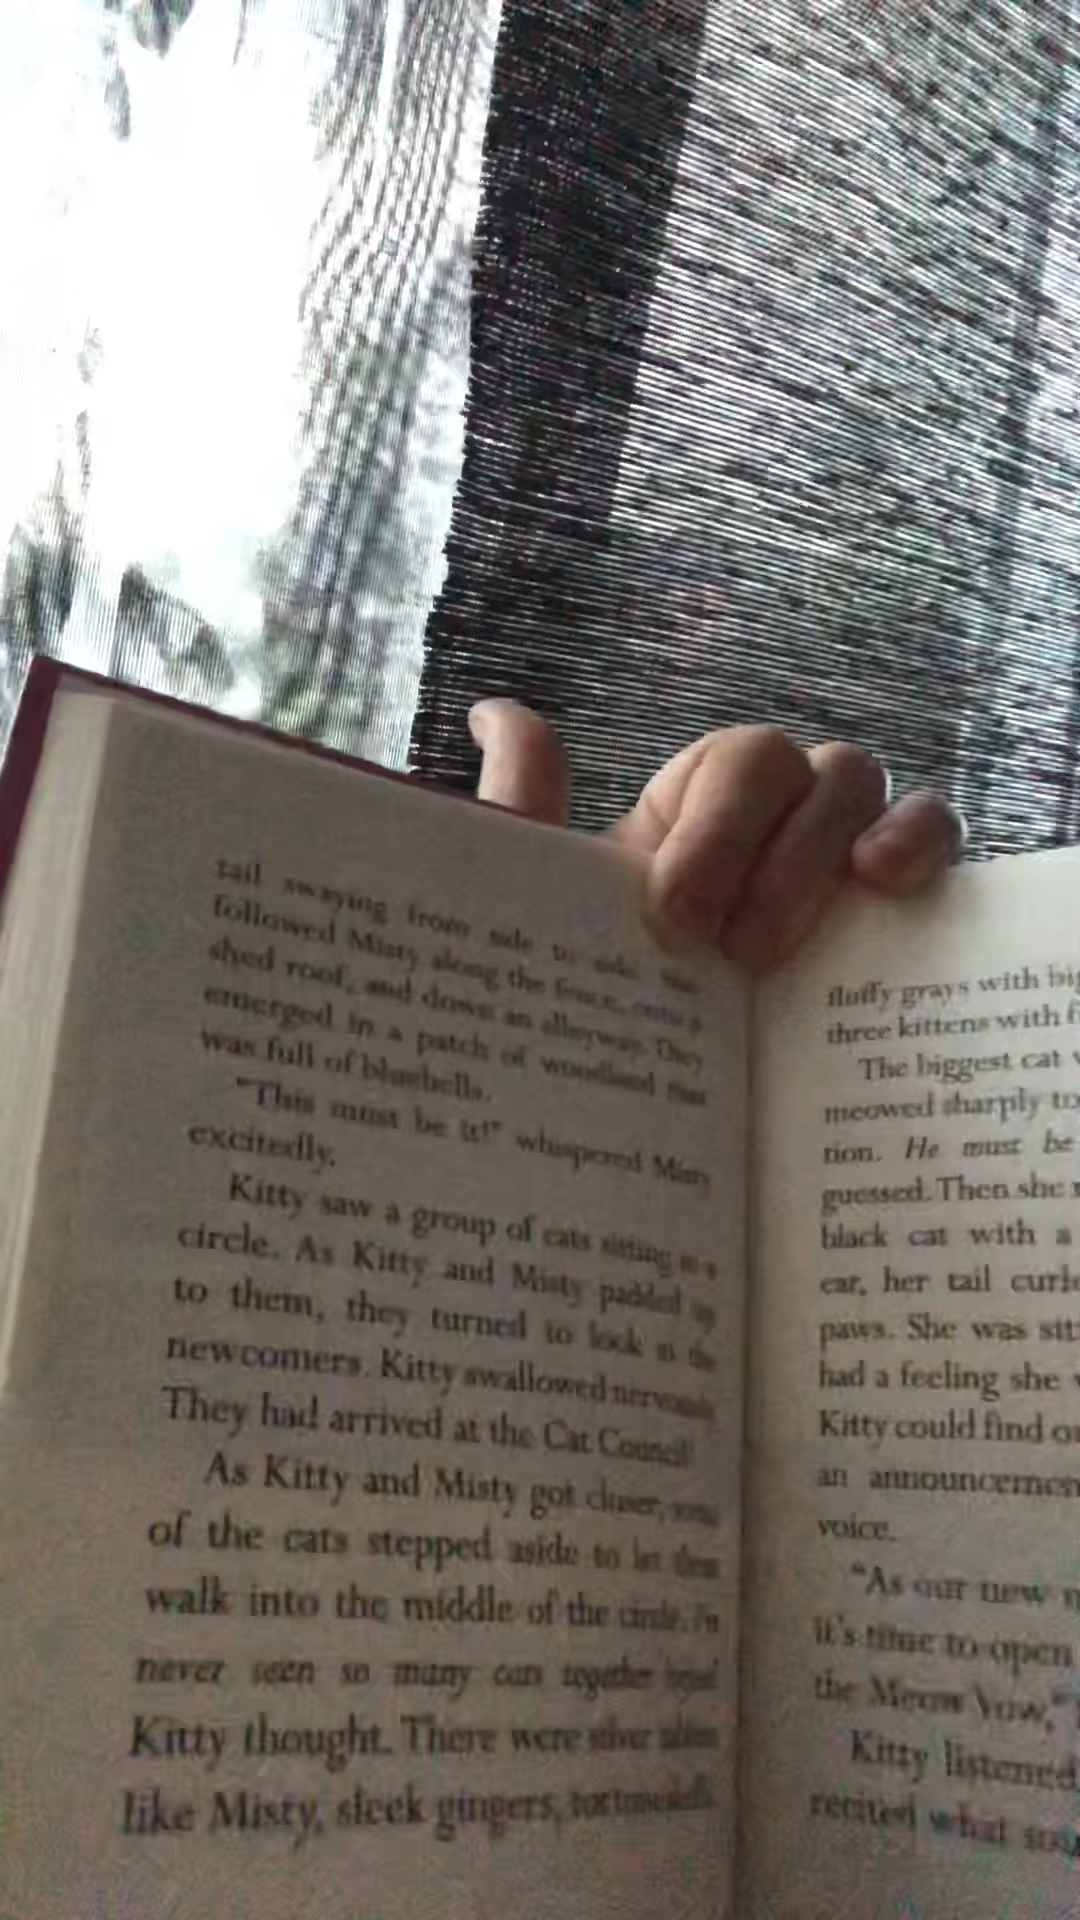 tail swaying from side to side, she
followed Misty along the fence, onto a
shed roof, and down an alleyway. They
emerged in a patch of woodland that
was full of bluebells.
"This must be it!" whispered Misty
excitedly.
Kitty saw a group of cats sitting in a
circle. As Kitty and Misty padded up
to them, they turned to look at the
newcomers. Kitty swallowed nervously.
They had arrived at the Cat Council!
As Kitty and Misty got closer, some
of the cats stepped aside to let them
walk into the middle of the circle. I've
never seen so many cats together
Kitty thought. There were silver tabbies
like Misty, sleek gingers, tortoiseshells
fluffy grays with big
three kittens with
The biggest cat
meowed sharply to
tion. He must be
guessed. Then she
black cat with a
ear, her tail
paws. She was
had a feeling she
Kitty could find
an
voice.
"As our new
it's time to open
the Meow Vow,"
Kitty listened
recited what